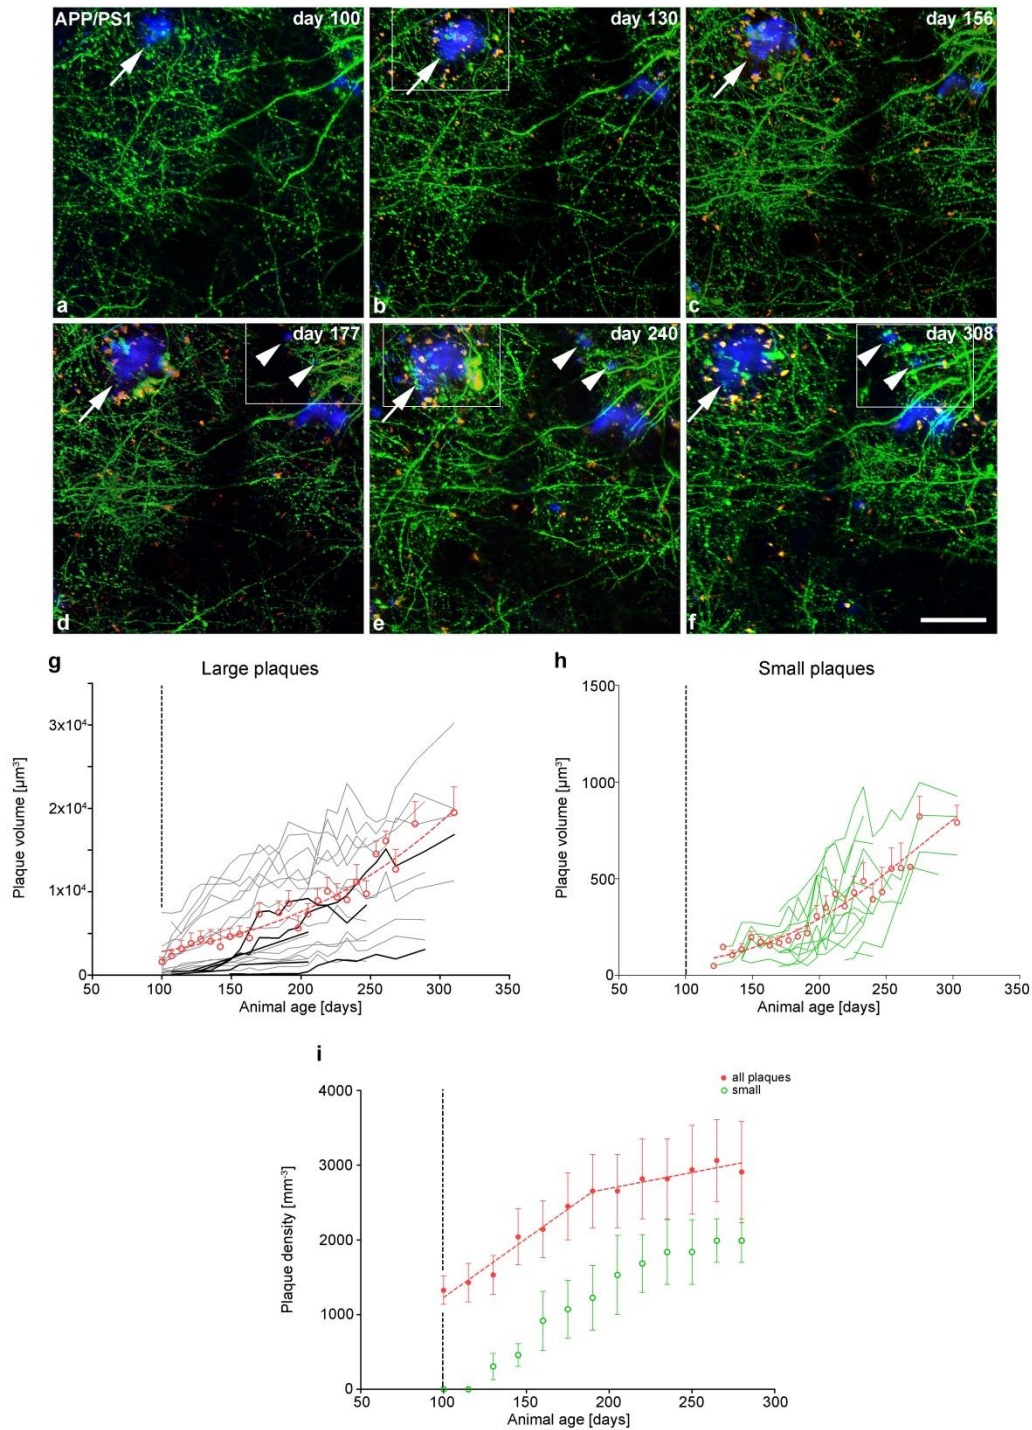 APP/PS1 day 100
a
day 130
b
day 156
c
day 177
d
day 240
e
day 308
f
g
Large plaques
Plaque volume [µm³]
3x10⁴
2x10⁴
1x10⁴
0
50 100 150 200 250 300 350
Animal age [days]
h
Small plaques
Plaque volume [µm³]
1500
1000
500
0
50 100 150 200 250 300 350
Animal age [days]
i
all plaques
small
Plaque density [mm⁻³]
4000
3000
2000
1000
0
50 100 150 200 250 300
Animal age [days]